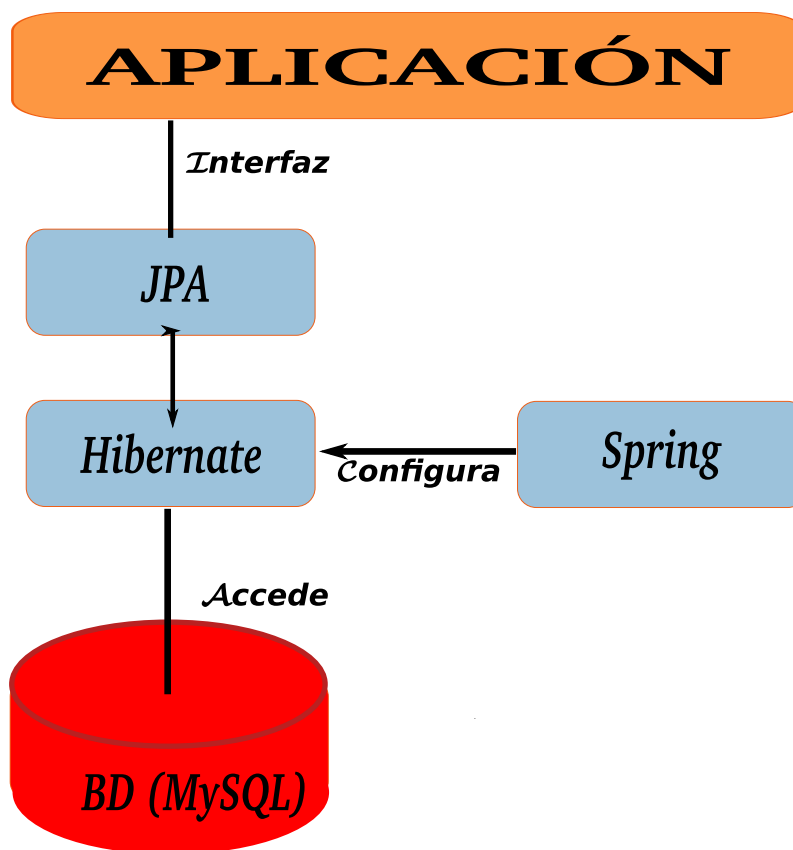 APLICACIÓN
Interfaz
JPA
Hibernate
Spring
Configura
Accede
BD (MySQL)